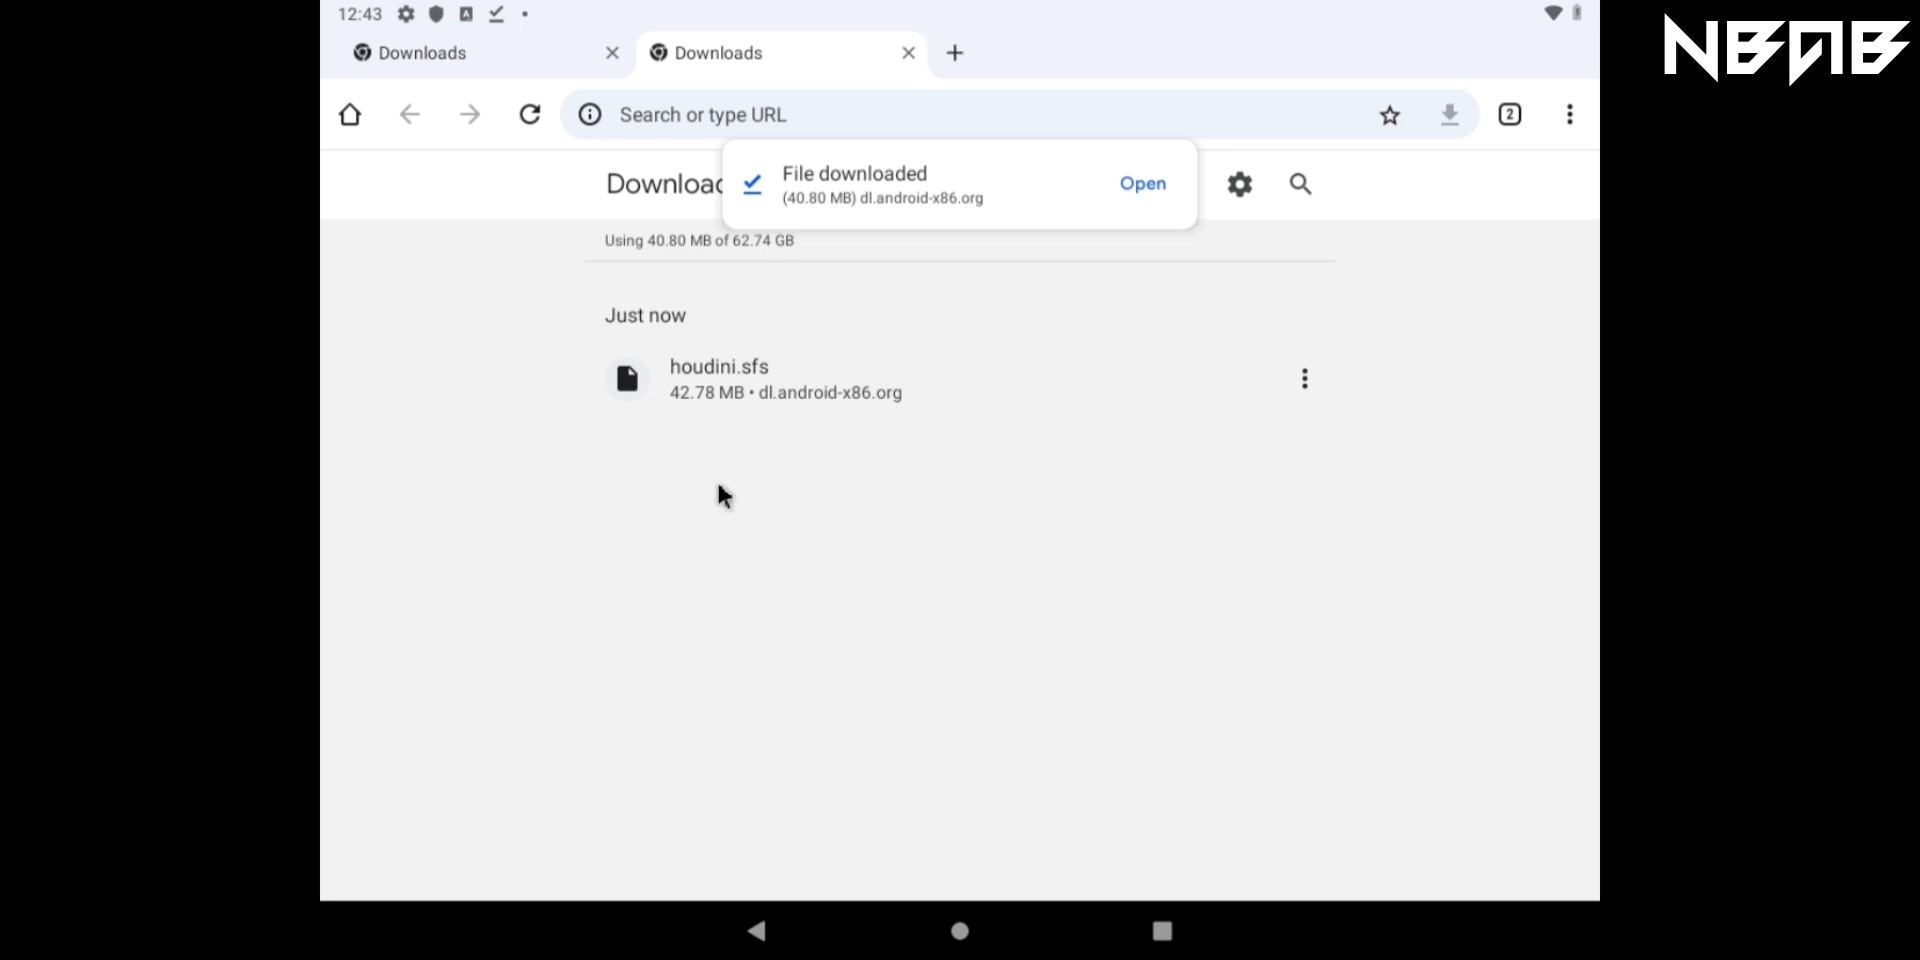 12:43
Downloads
Downloads
Search or type URL
2
File downloaded
(40.80 MB) dl.android-x86.org
Open
Using 40.80 MB of 62.74 GB
Just now
houdini.sfs
42.78 MB • dl.android-x86.org